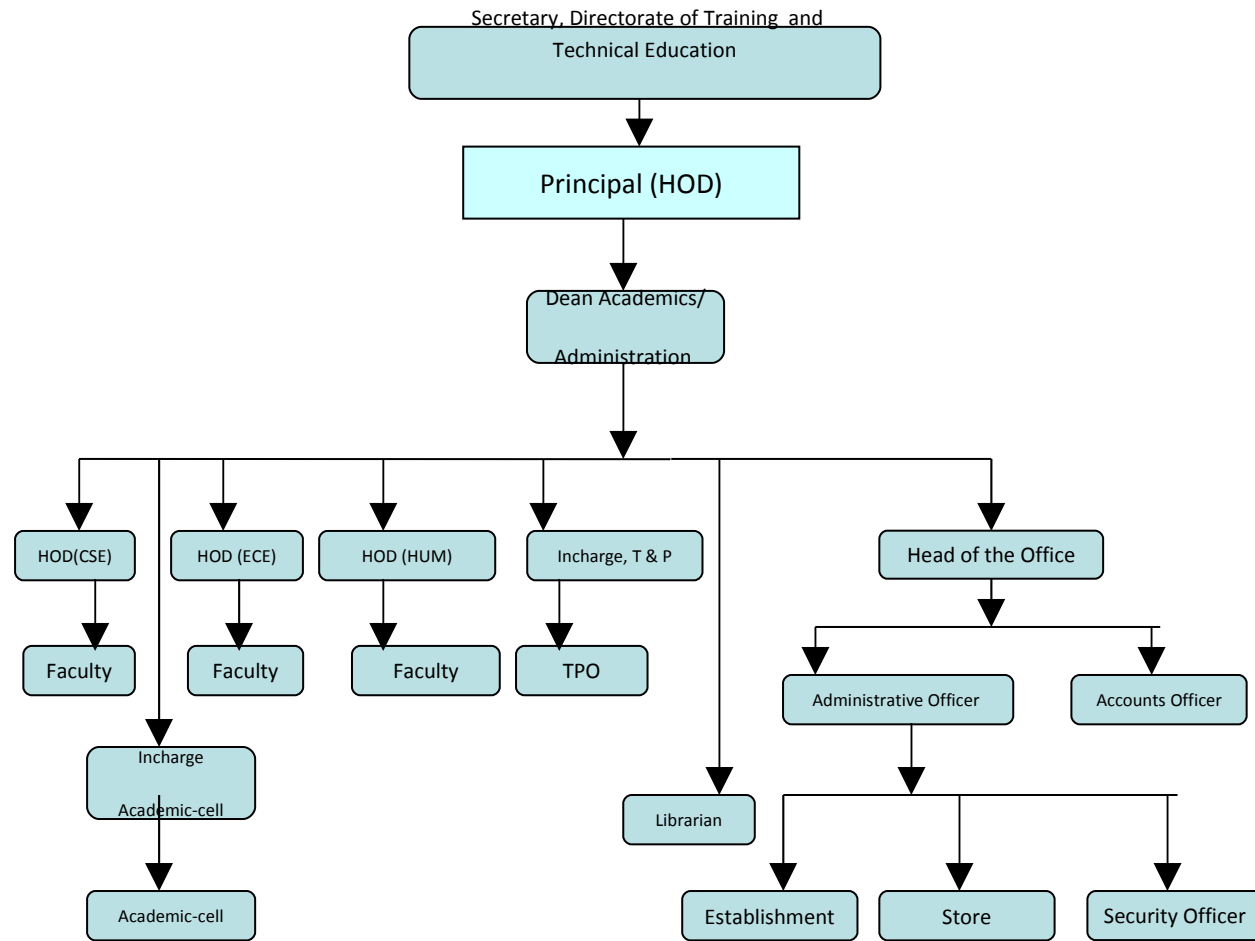 Secretary, Directorate of Training and
Technical Education
Principal (HOD)
Dean Academics/
Administration
HOD(CSE)
HOD (ECE)
HOD (HUM)
Incharge, T & P
Head of the Office
Faculty
Faculty
Faculty
TPO
Administrative Officer
Accounts Officer
Incharge
Academic-cell
Librarian
Academic-cell
Establishment
Store
Security Officer